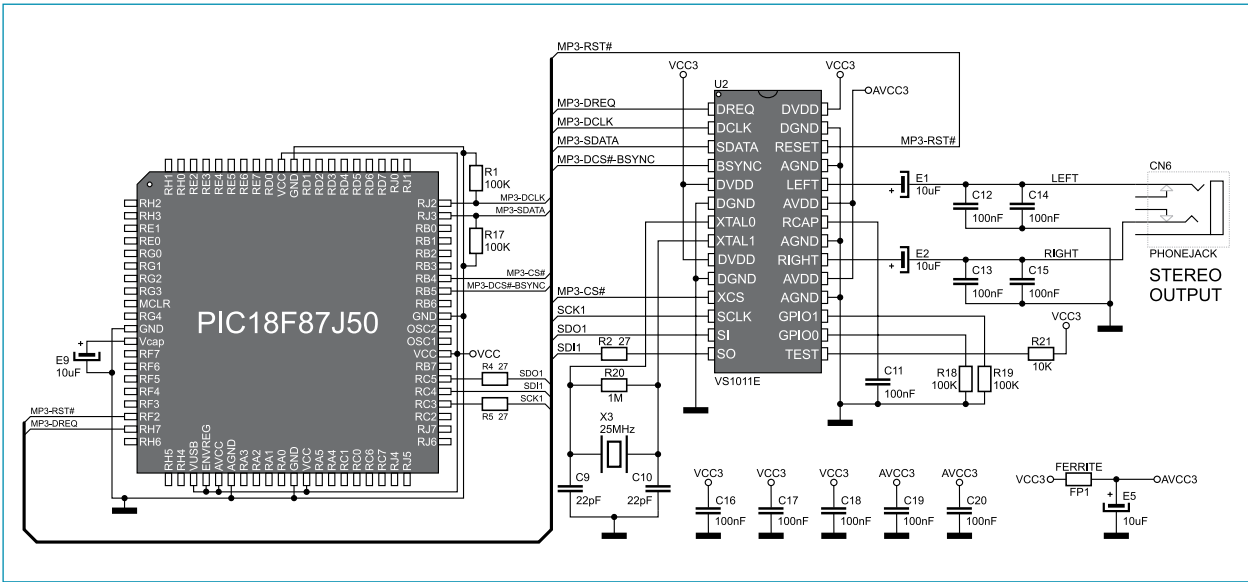 MP3-RST#
VCC3
VCC3
U2
AVCC3
MP3-DREQ
MP3-DCLK
MP3-SDATA
MP3-DCS#-BSYNC
MP3-RST#
DREQ
DCLK
SDATA
BSYNC
DVDD
DGND
XTAL0
XTAL1
DVDD
DGND
XCS
SCLK
SI
SO
DVDD
DGND
RESET
AGND
LEFT
AVDD
RCAP
AGND
RIGHT
AVDD
AGND
GPIO1
GPIO0
TEST
VS1011E
RH1
RH0
RE2
RE3
RE4
RE5
RE6
RE7
RD0
VCC
GND
RD1
RD2
RD3
RD4
RD5
RD6
RD7
RJ0
RJ1
RH2
RH3
RE1
RE0
RG0
RG1
RG2
RG3
MCLR
RG4
GND
Vcap
RF7
RF6
RF5
RF4
RF3
RF2
RH7
RH6
PIC18F87J50
RJ2
RJ3
RB0
RB1
RB2
RB3
RB4
RB5
RB6
GND
OSC2
OSC1
VCC
RB7
RC5
RC4
RC3
RC2
RJ7
RJ6
RH5
RH4
VUSB
ENVREG
AVCC
AGND
RA3
RA2
RA1
RA0
GND
VCC
RA5
RA4
RC1
RC0
RC6
RC7
RJ4
RJ5
R1
100K
MP3-DCLK
MP3-SDATA
R17
100K
MP3-CS#
MP3-DCS#-BSYNC
VCC
R4 27
SDO1
SDI1
SCK1
R5 27
E9
10uF
MP3-RST#
MP3-DREQ
MP3-CS#
SCK1
SDO1
SDI1
R2 27
R20
1M
X3
25MHz
C9
22pF
C10
22pF
C11
100nF
R18
100K
R19
100K
VCC3
R21
10K
E1
10uF
LEFT
C12
100nF
C14
100nF
E2
10uF
RIGHT
C13
100nF
C15
100nF
CN6
PHONEJACK
STEREO
OUTPUT
VCC3
C16
100nF
VCC3
C17
100nF
VCC3
C18
100nF
AVCC3
C19
100nF
AVCC3
C20
100nF
FERRITE
VCC3
FP1
AVCC3
E5
10uF